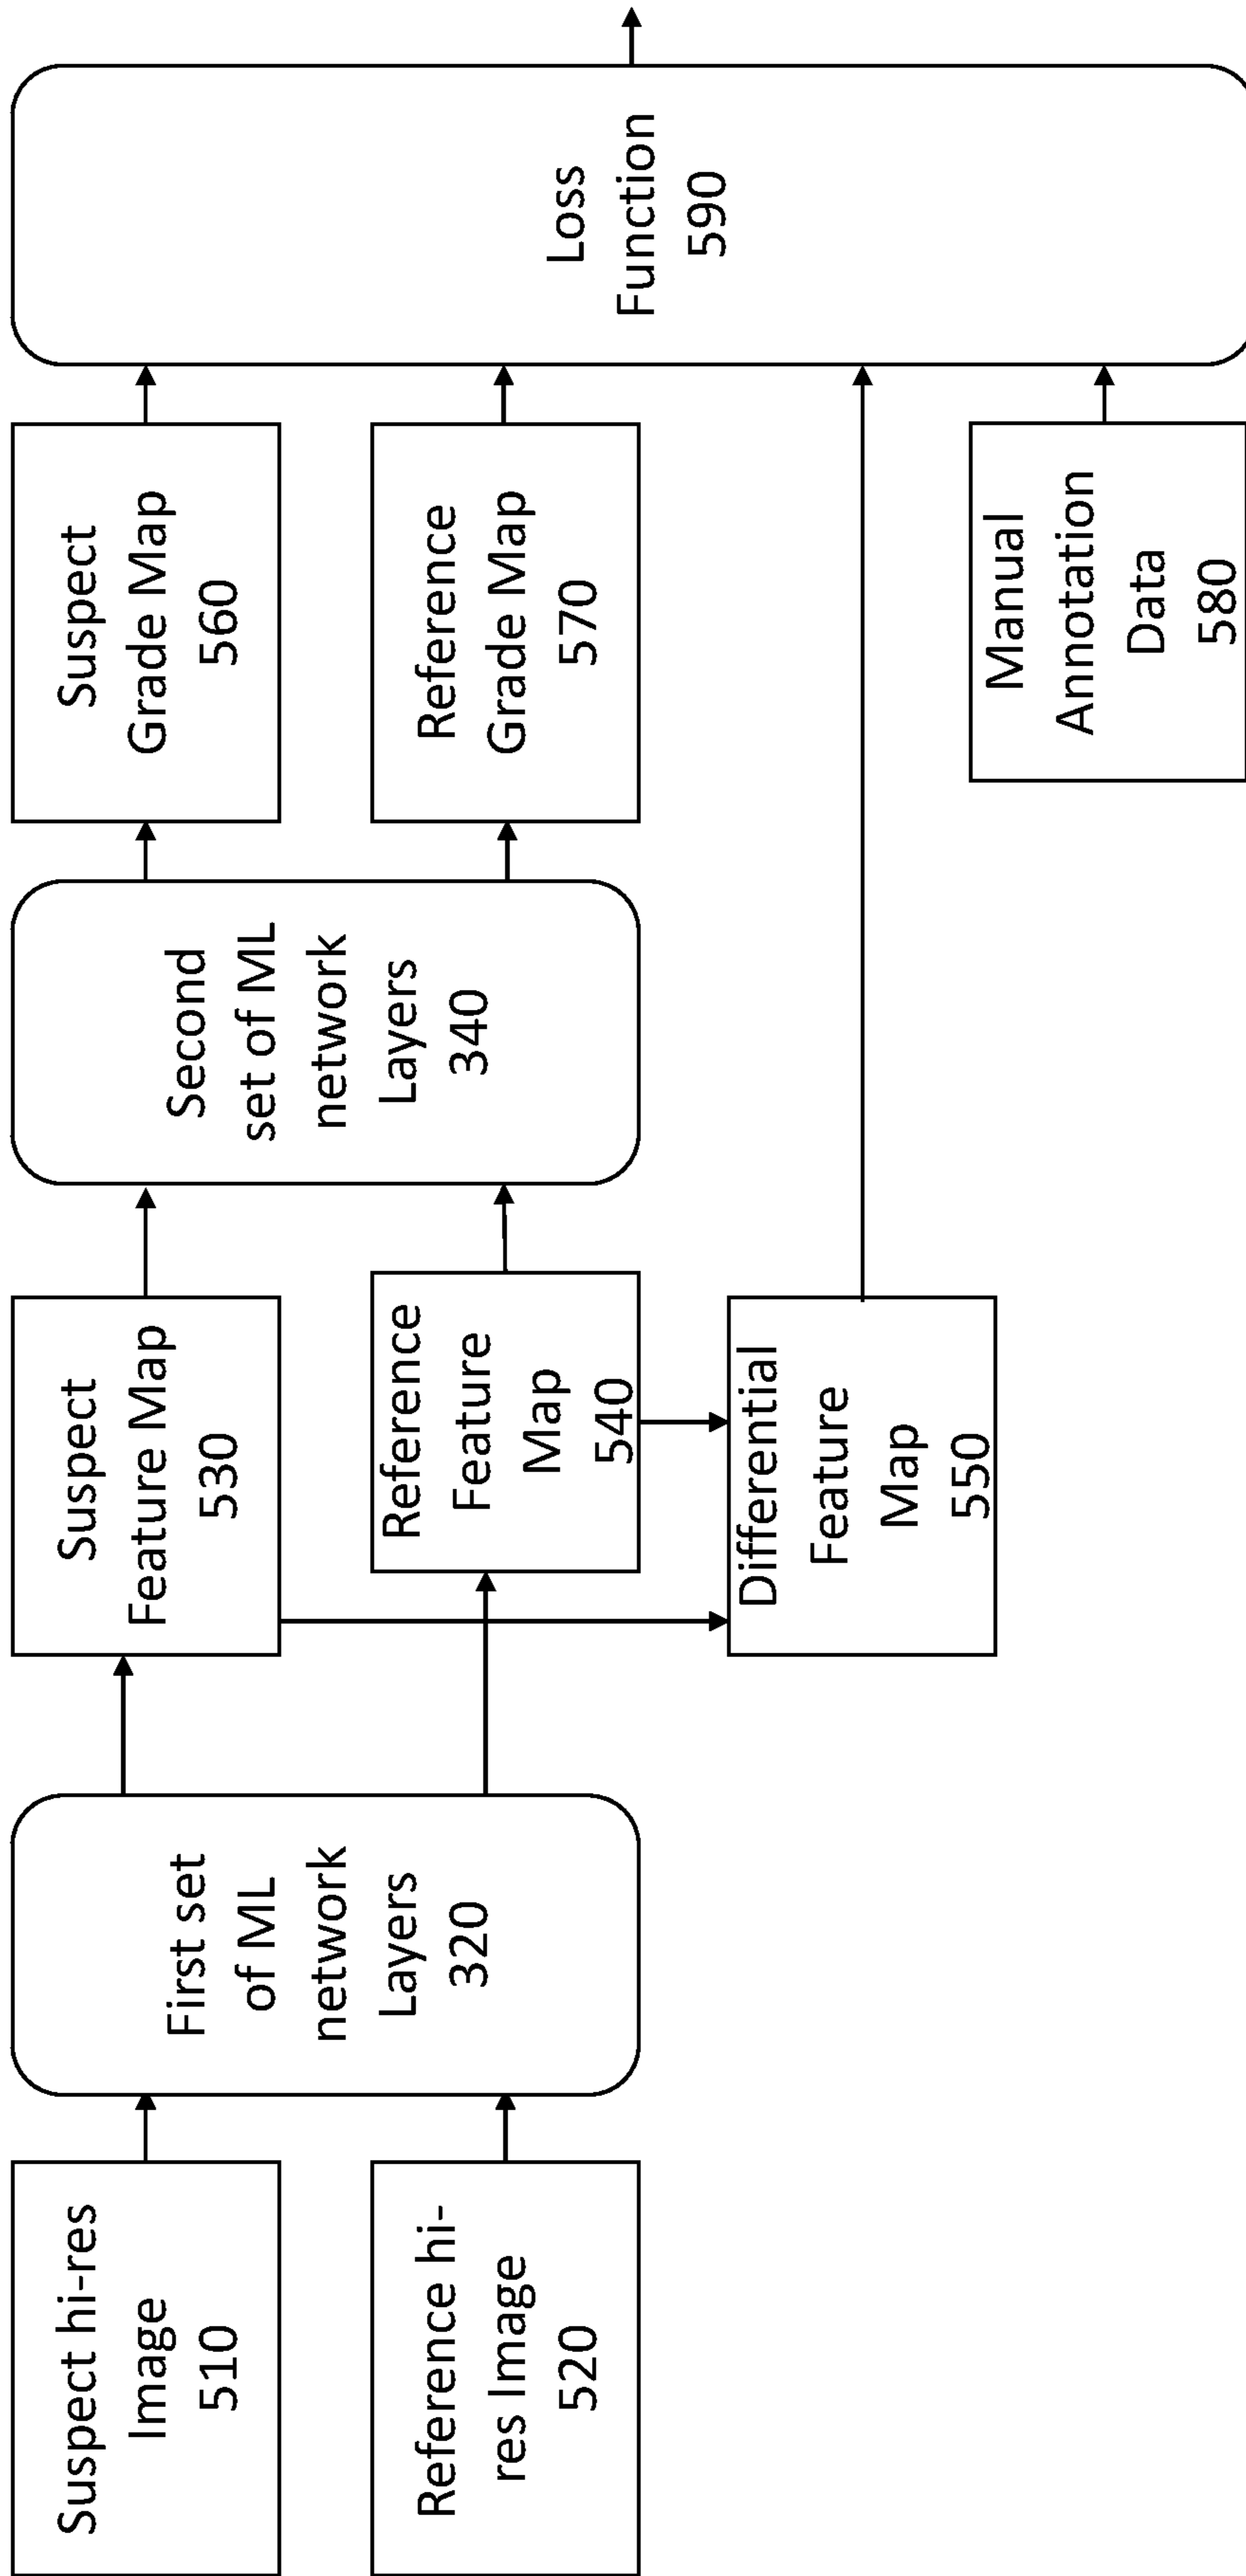 Suspect hi-res
Image
510
Reference hi-
res Image
520
First set
of ML
network
Layers
320
Suspect
Feature Map
530
Reference
Feature
Map
540
Differential
Feature
Map
550
Second
set of ML
network
Layers
340
Suspect
Grade Map
560
Reference
Grade Map
570
Manual
Annotation
Data
580
Loss
Function
590